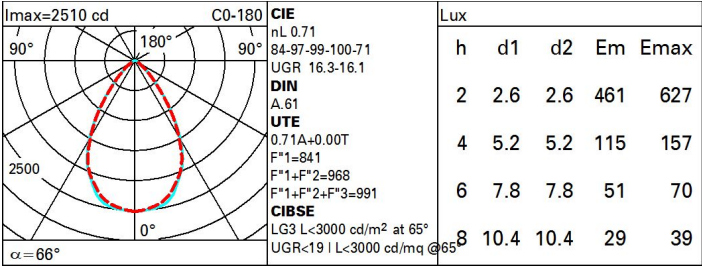 Imax=2510 cd C0-180
90° 180° 90°
2500
0°
α=66°
CIE
nL 0.71
84-97-99-100-71
UGR 16.3-16.1
DIN
A.61
UTE
0.71A+0.00T
F"1=841
F"1+F"2=968
F"1+F"2+F"3=991
CIBSE
LG3 L<3000 cd/m² at 65°
UGR<19 | L<3000 cd/mq @65°
Lux
h d1 d2 Em Emax
2 2.6 2.6 461 627
4 5.2 5.2 115 157
6 7.8 7.8 51 70
8 10.4 10.4 29 39